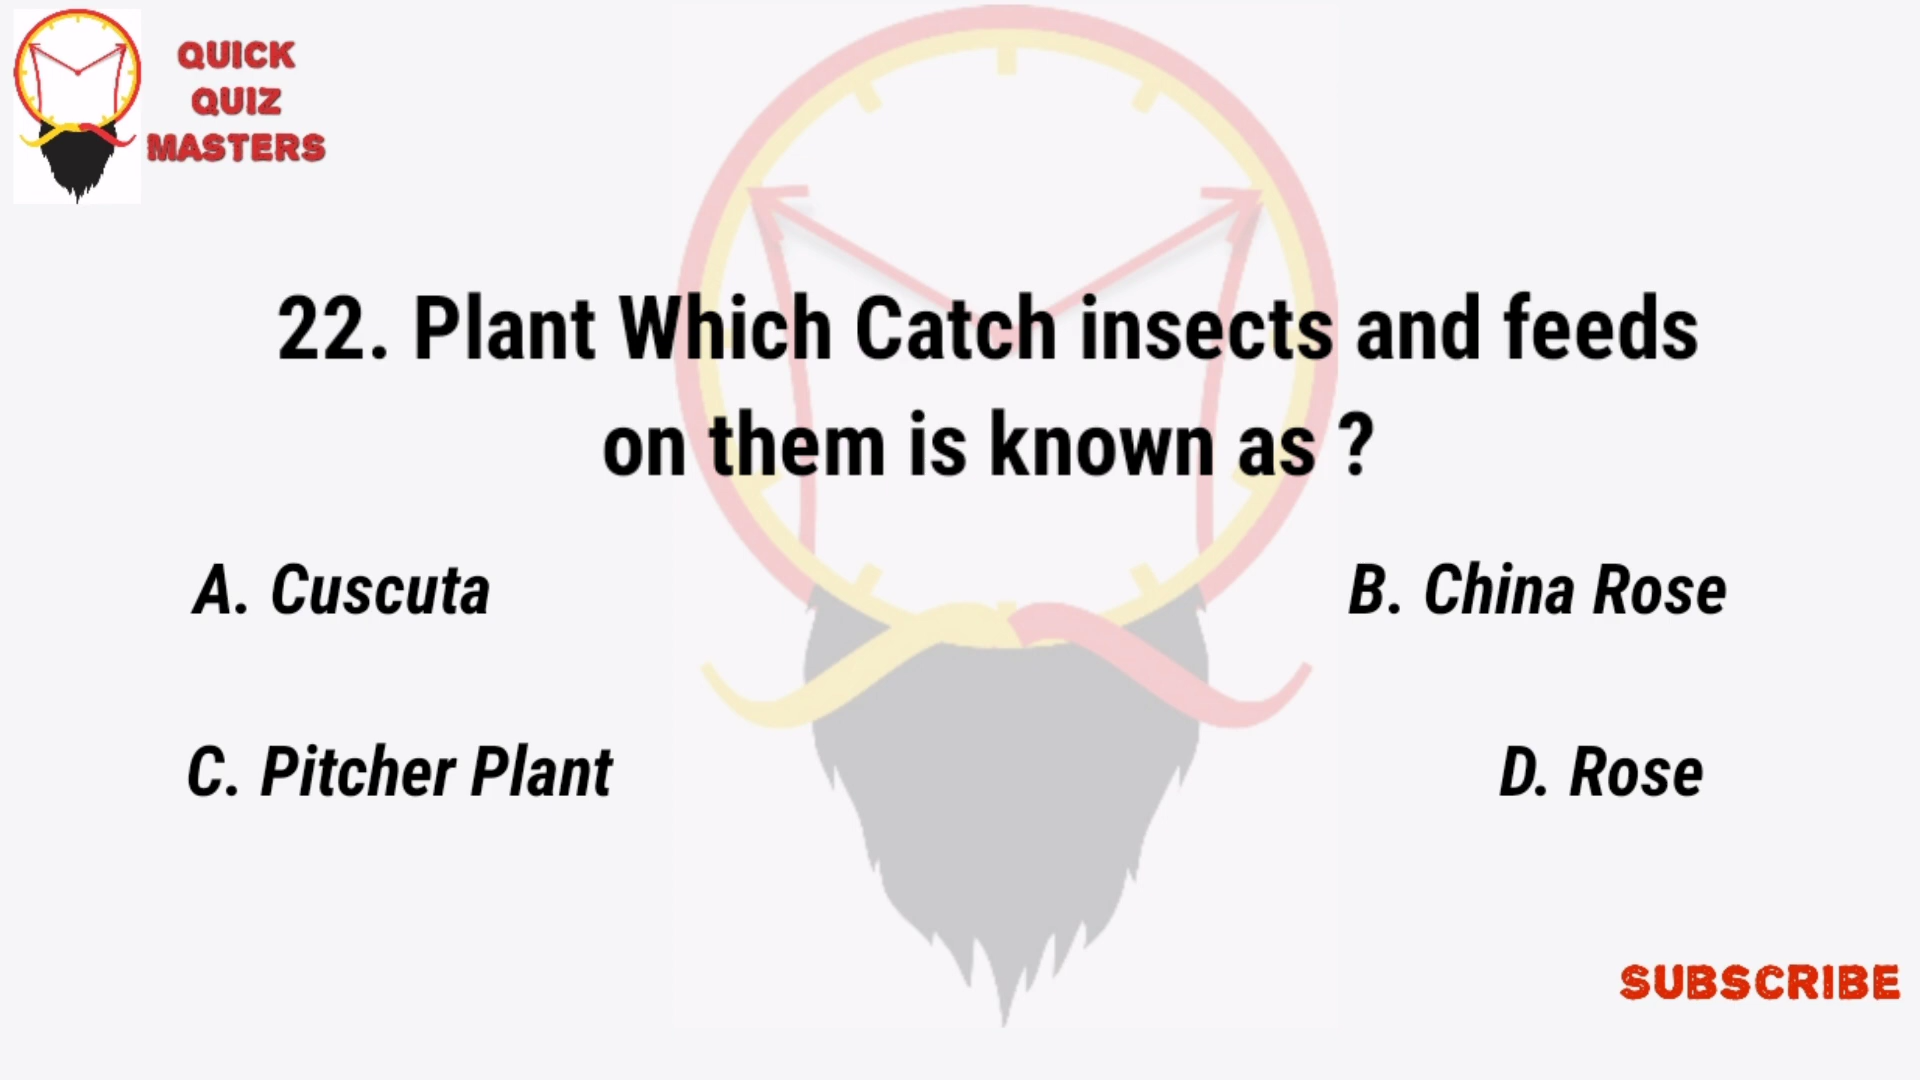 QUICK
QUIZ
MASTERS
22. Plant Which Catch insects and feeds
on them is known as ?
A. Cuscuta
B. China Rose
C. Pitcher Plant
D. Rose
SUBSCRIBE